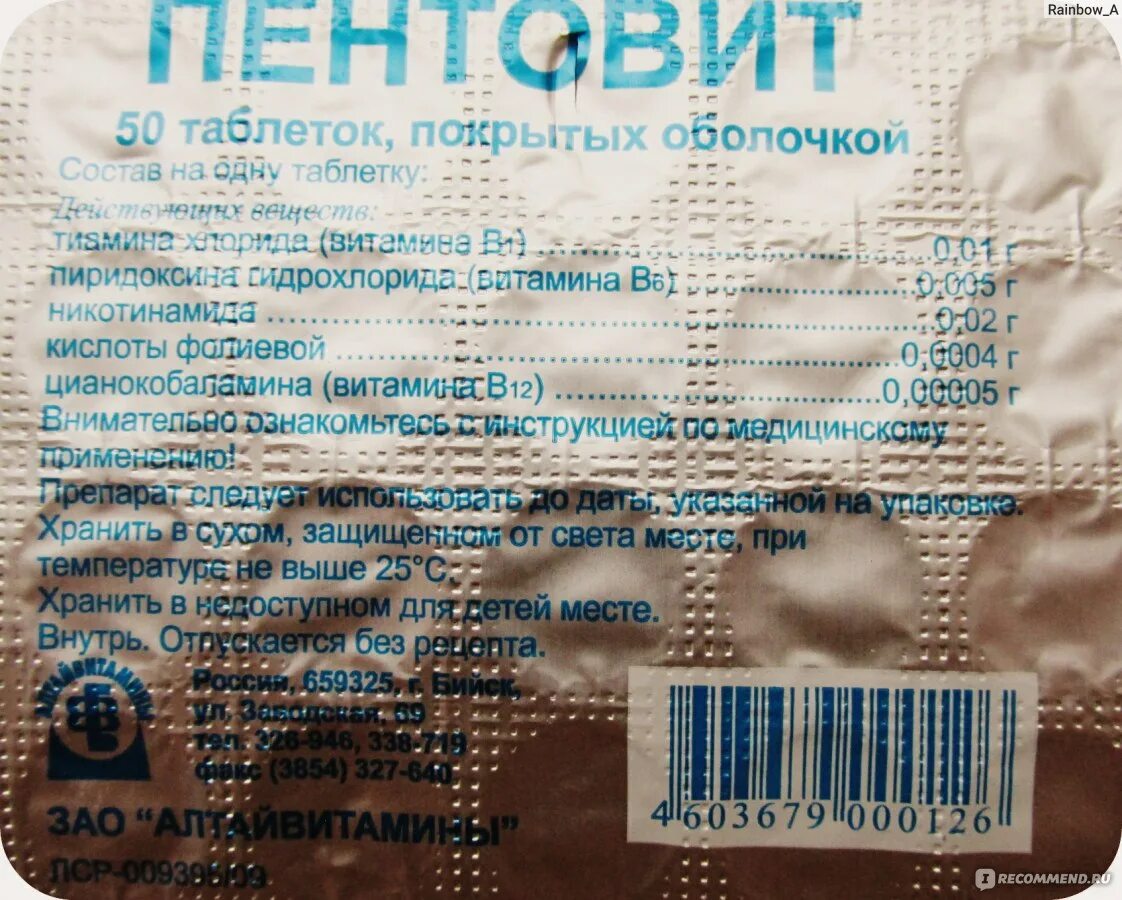 Rainbow_A
ПЕНТОВИТ
50 таблеток, покрытых оболочкой
Состав на одну таблетку:
Действующих веществ:
тиамина хлорида (витамина В1) ........ 0,01 г
пиридоксина гидрохлорида (витамина В6) ........ 0,005 г
никотинамида ........ 0,02 г
кислоты фолиевой ........ 0,0004 г
цианокобаламина (витамина В12) ........ 0,00005 г
Внимательно ознакомьтесь с инструкцией по медицинскому
применению!
Препарат следует использовать до даты, указанной на упаковке.
Хранить в сухом, защищенном от света месте, при
температуре не выше 25°С.
Хранить в недоступном для детей месте.
Внутрь. Отпускается без рецепта.
АЛТАЙВИТАМИНЫ
Россия, 659325, г. Бийск,
ул. Заводская, 69
тел. 326-946, 338-719
факс (3854) 327-640
ЗАО "АЛТАЙВИТАМИНЫ"
ЛСР-009395/09
4 603679 000126
IRECOMMEND.RU